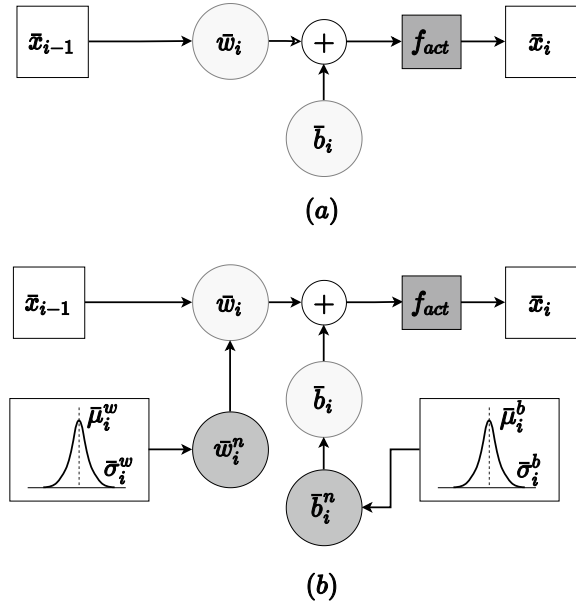 x̄ᵢ₋₁ w̄ᵢ + f_act x̄ᵢ
b̄ᵢ
(a)
x̄ᵢ₋₁ w̄ᵢ + f_act x̄ᵢ
b̄ᵢ
μ̄ᵢʷ
σ̄ᵢʷ
w̄ᵢⁿ
μ̄ᵢᵇ
σ̄ᵢᵇ
b̄ᵢⁿ
(b)